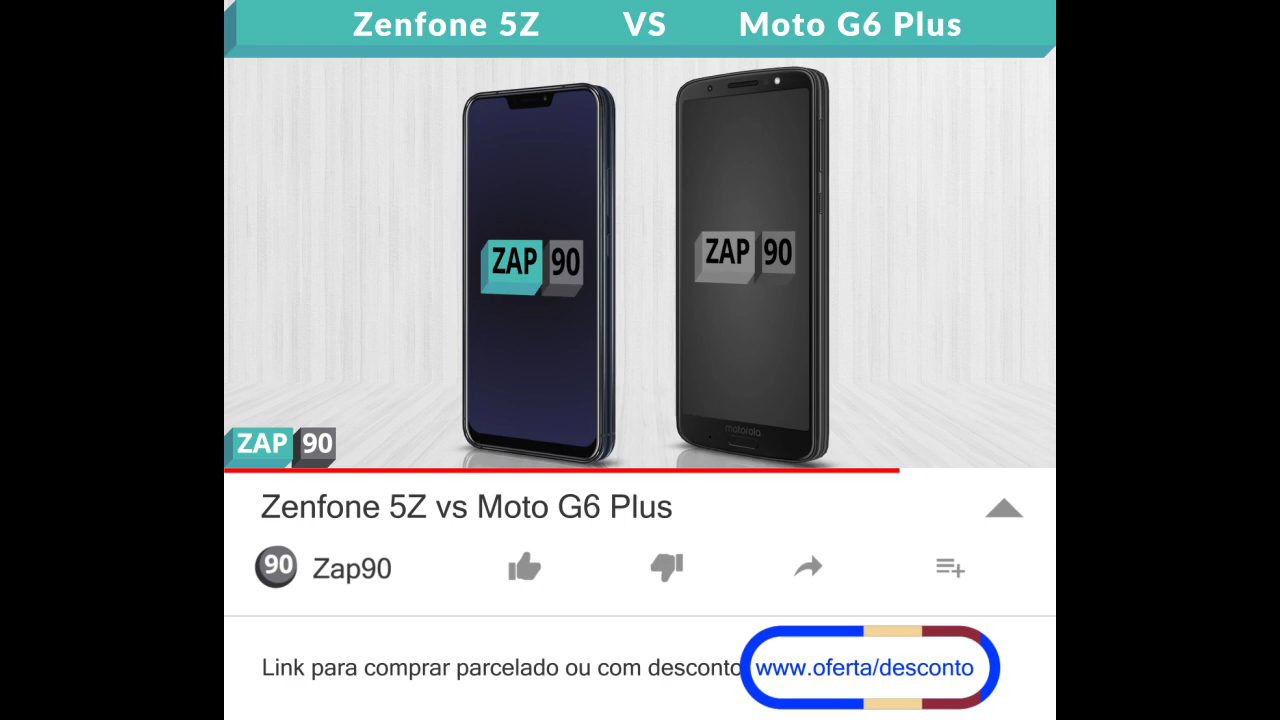 Zenfone 5Z VS Moto G6 Plus
ZAP 90
ZAP 90
motorola
ZAP 90
Zenfone 5Z vs Moto G6 Plus
90 Zap90
Link para comprar parcelado ou com desconto www.oferta/desconto